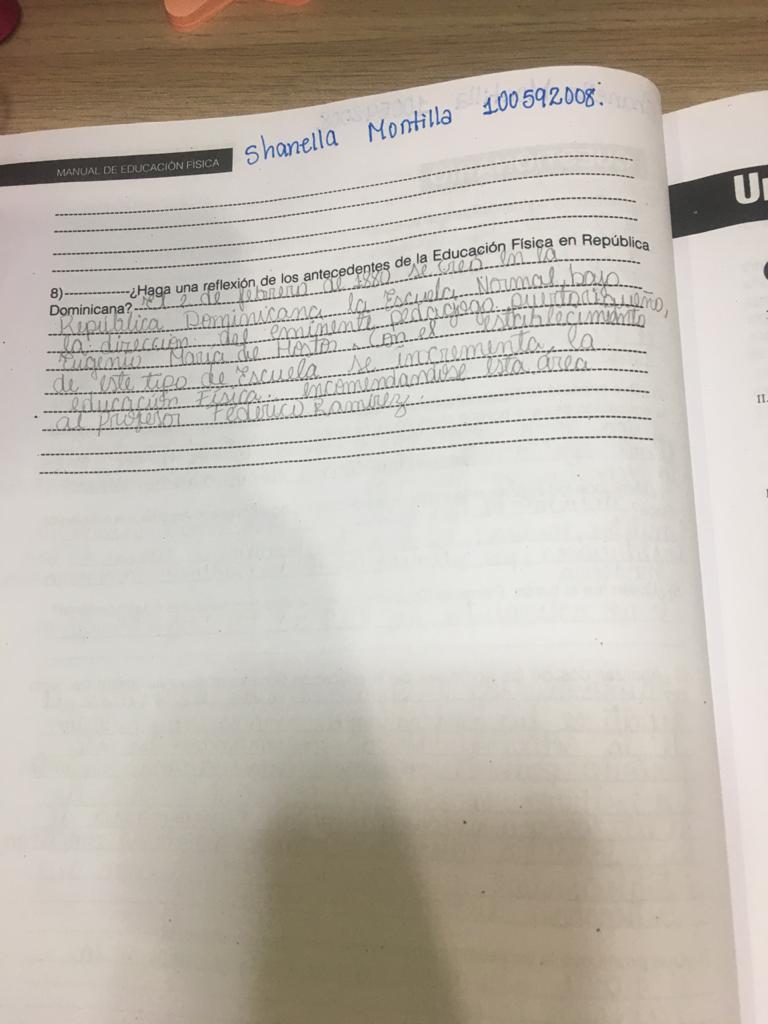 Shanella Montilla 100592008.
MANUAL DE EDUCACIÓN FÍSICA
Un
8)--------------¿Haga una reflexión de los antecedentes de la Educación Física en República
Dominicana? El 2 de febrero de 1880 se creo en la
República Dominicana la Escuela Normal, bajo
la dirección del eminente pedagogo puertorriqueño,
Eugenio María de Hostos. Con el establecimiento
de este tipo de Escuela se incrementa la
educación Física. encomendandose esta área
al profesor Federico Ramírez.
II.